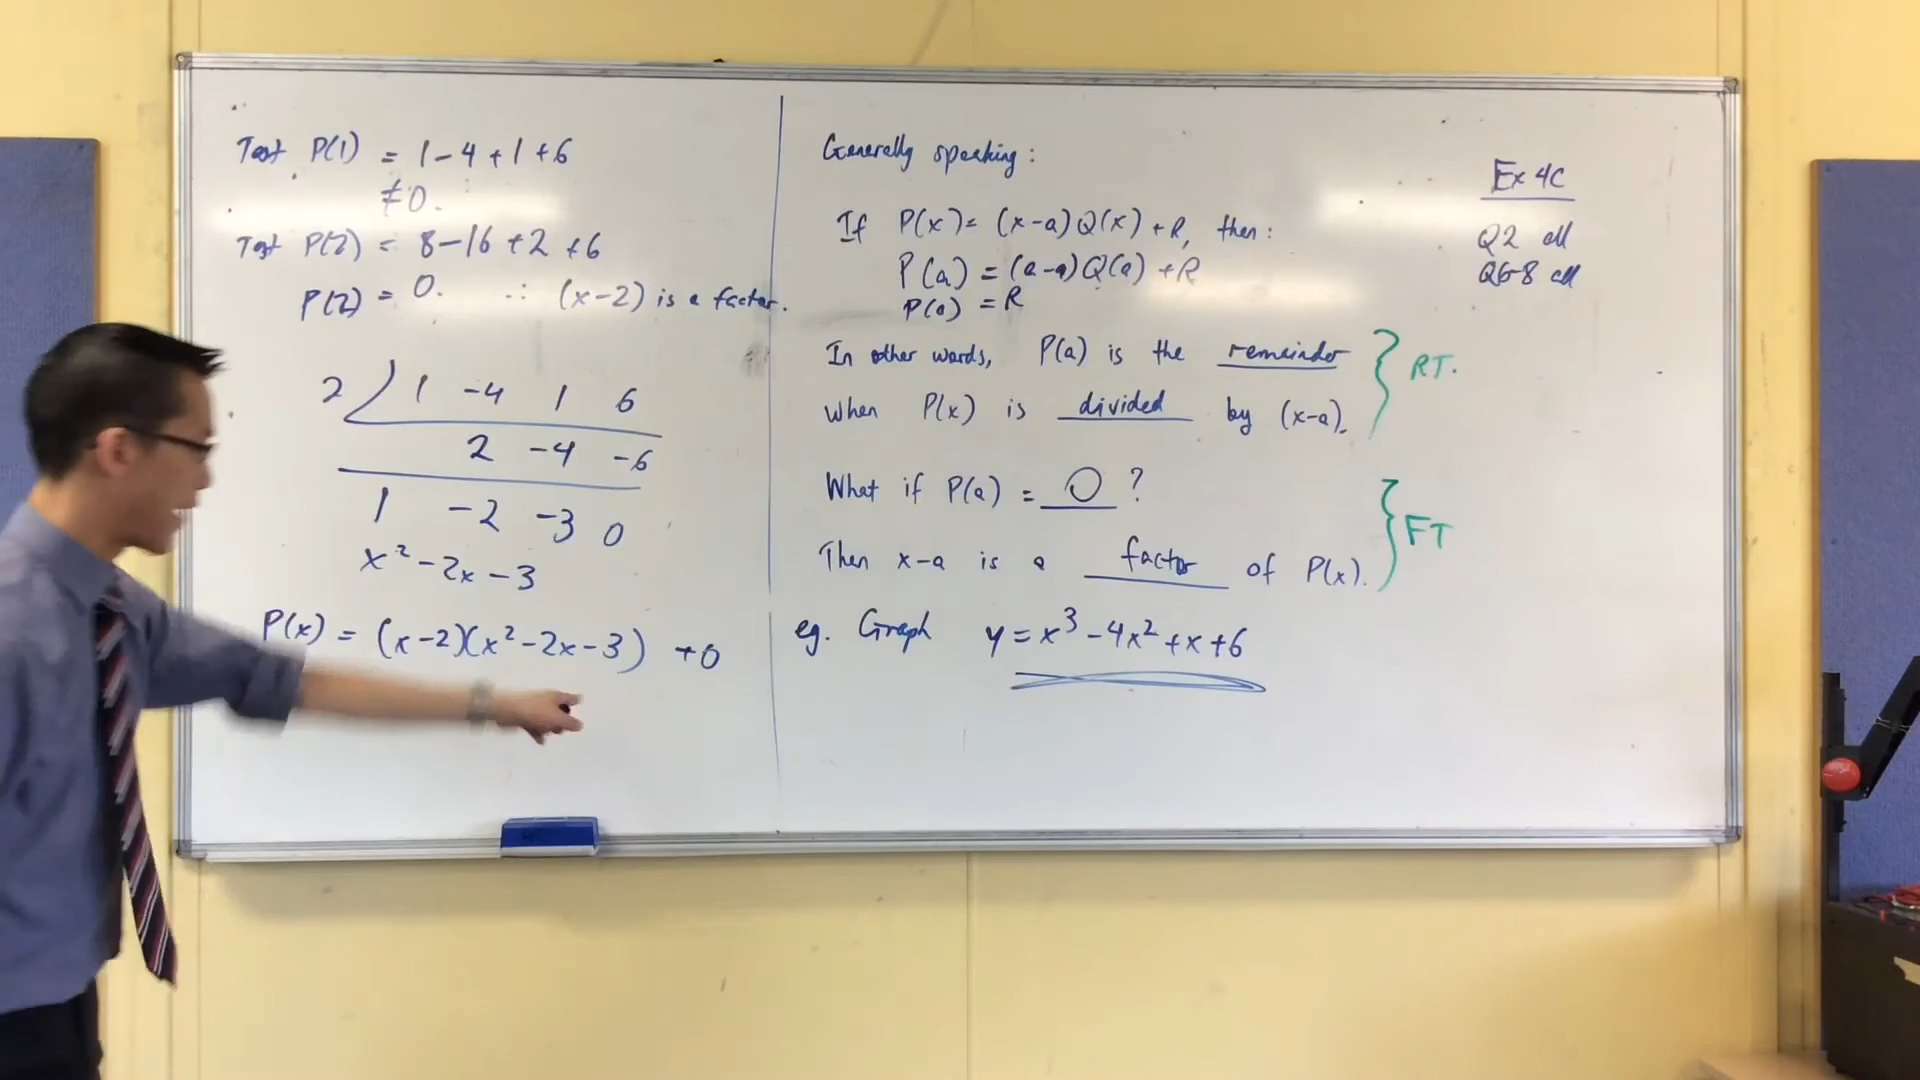 Test P(1) = 1 - 4 + 1 + 6
≠ 0.
Test P(2) = 8 - 16 + 2 + 6
P(2) = 0. ∴ (x-2) is a factor.
2 1 -4 1 6
2 -4 -6
1 -2 -3 0
x² - 2x - 3
P(x) = (x-2)(x² - 2x - 3) + 0
Generally speaking:
If P(x) = (x-a)Q(x) + R, then:
P(a) = (a-a)Q(a) + R
P(a) = R
In other words, P(a) is the remainder
when P(x) is divided by (x-a).
RT.
What if P(a) = 0 ?
Then x-a is a factor of P(x).
FT
eg. Graph y = x³ - 4x² + x + 6
Ex 4C
Q2 all
Q6-8 all